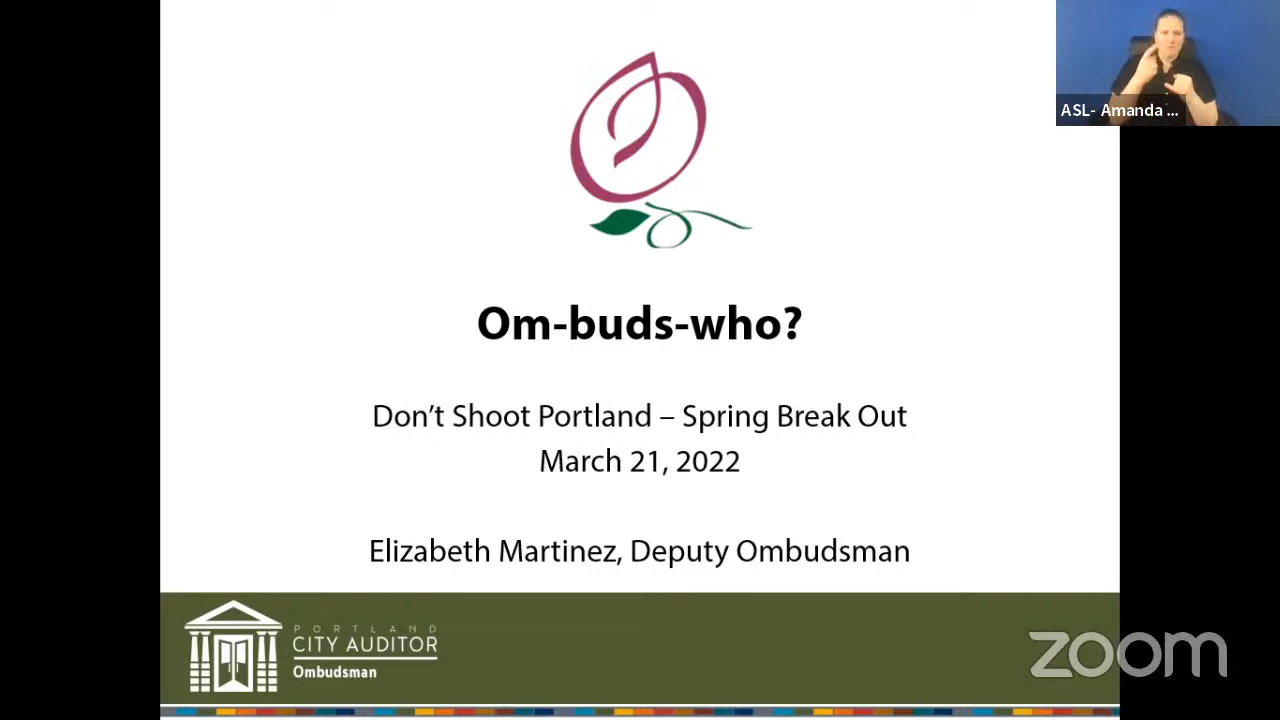 ASL- Amanda ...
Om-buds-who?
Don’t Shoot Portland – Spring Break Out
March 21, 2022
Elizabeth Martinez, Deputy Ombudsman
PORTLAND
CITY AUDITOR
Ombudsman
zoom